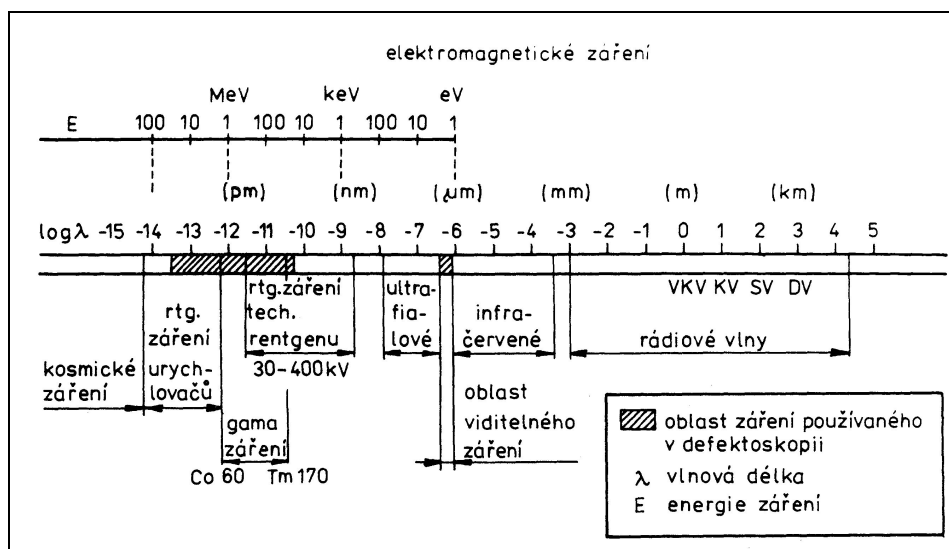 elektromagnetické záření
MeV keV eV
E 100 10 1 100 10 1 100 10 1
(pm) (nm) (μm) (mm) (m) (km)
log λ -15 -14 -13 -12 -11 -10 -9 -8 -7 -6 -5 -4 -3 -2 -1 0 1 2 3 4 5
VKV KV SV DV
rtg.
záření
urych-
lovačů
rtg.záření
tech.
rentgenu
30-400kV
ultra-
fia-
lové
infra-
červené
rádiové vlny
kosmické
záření
gama
záření
Co 60 Tm 170
oblast
viditelného
záření
oblast záření používaného
v defektoskopii
λ vlnová délka
E energie záření